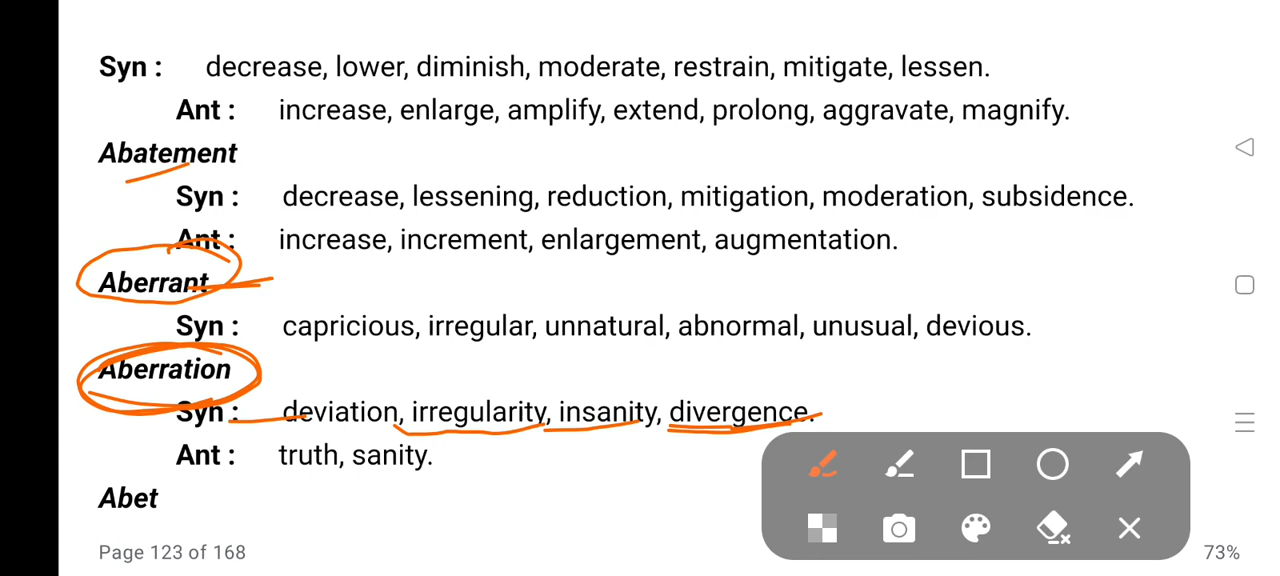 Syn : decrease, lower, diminish, moderate, restrain, mitigate, lessen.
Ant : increase, enlarge, amplify, extend, prolong, aggravate, magnify.
Abatement
Syn : decrease, lessening, reduction, mitigation, moderation, subsidence.
Ant : increase, increment, enlargement, augmentation.
Aberrant
Syn : capricious, irregular, unnatural, abnormal, unusual, devious.
Aberration
Syn : deviation, irregularity, insanity, divergence.
Ant : truth, sanity.
Abet
Page 123 of 168
73%